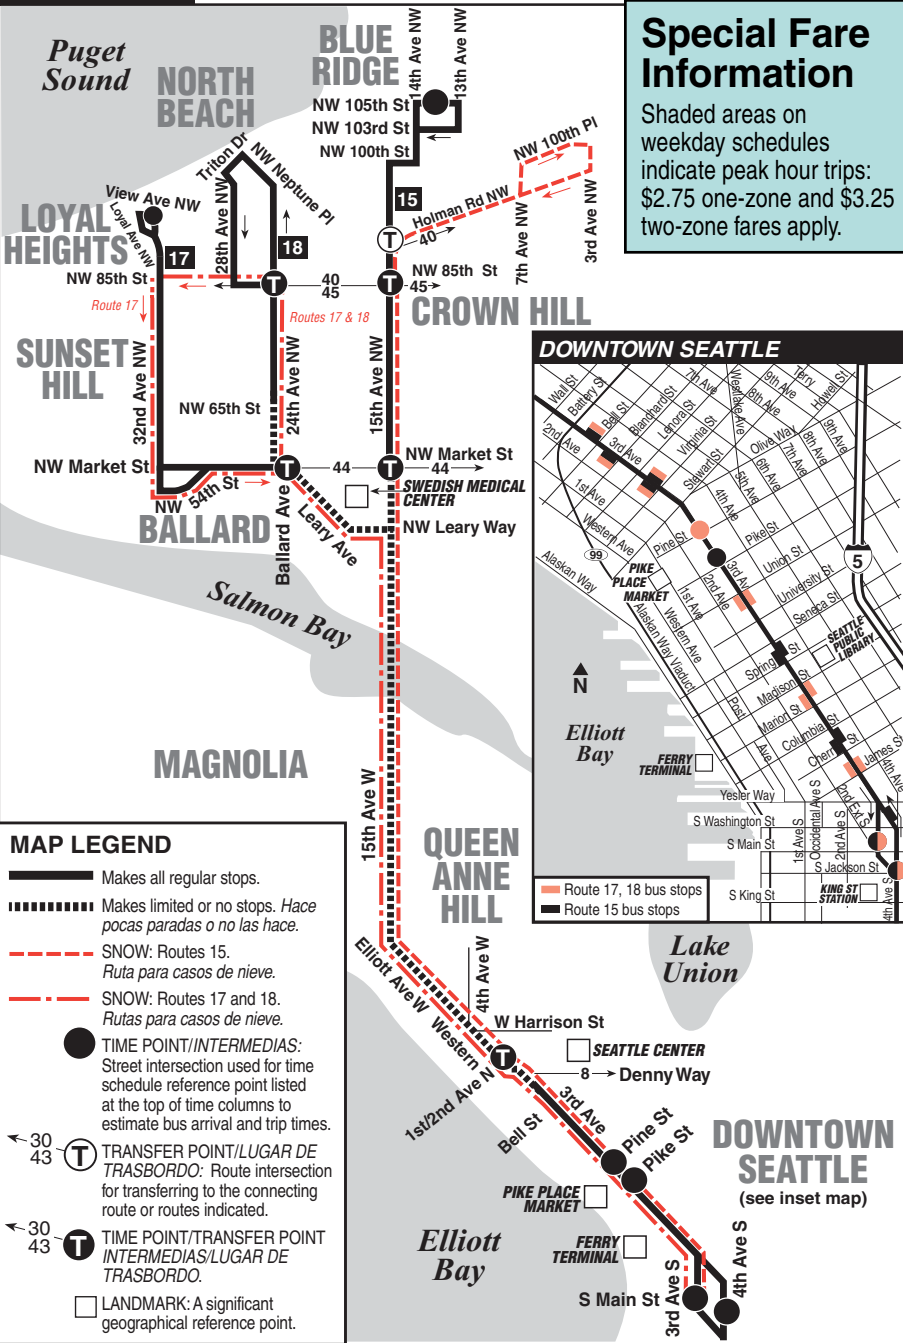 Special Fare
Information
Shaded areas on
weekday schedules
indicate peak hour trips:
$2.75 one-zone and $3.25
two-zone fares apply.
Puget
Sound
NORTH
BEACH
BLUE
RIDGE
14th Ave NW
13th Ave NW
NW 105th St
NW 103rd St
NW 100th St
NW 100th Pl
Triton Dr
NW Neptune Pl
28th Ave NW
View Ave NW
Loyal Ave NW
LOYAL
HEIGHTS
15
17
18
Holman Rd NW
40
7th Ave NW
3rd Ave NW
T
NW 85th St
T
40
45
T
NW 85th St
45
CROWN HILL
Route 17
Routes 17 & 18
SUNSET
HILL
32nd Ave NW
24th Ave NW
15th Ave NW
NW 65th St
NW Market St
T
44
T
NW Market St
44
SWEDISH MEDICAL
CENTER
NW 54th St
BALLARD
Ballard Ave
Leary Ave
NW Leary Way
Salmon Bay
MAGNOLIA
15th Ave W
QUEEN
ANNE
HILL
Elliott Ave W
Western
4th Ave W
W Harrison St
T
SEATTLE CENTER
8
Denny Way
1st/2nd Ave N
3rd Ave
Bell St
Pine St
Pike St
DOWNTOWN
SEATTLE
(see inset map)
PIKE PLACE
MARKET
Elliott
Bay
FERRY
TERMINAL
S Main St
3rd Ave S
4th Ave S
Lake
Union
DOWNTOWN SEATTLE
Wall St
Battery St
Bell St
Blanchard St
Lenora St
Virginia St
Stewart St
7th Ave
Westlake Ave
9th Ave
8th Ave
Terry
Howell St
Olive Way
9th Ave
8th Ave
7th Ave
6th Ave
5th Ave
4th Ave
2nd Ave
3rd Ave
1st Ave
Western Ave
Alaskan Way
99
Pine St
Pike St
Union St
University St
Seneca St
5
PIKE
PLACE
MARKET
3rd Ave
2nd Ave
1st Ave
Western Ave
Alaskan Way Viaduct
Post
Ave
SEATTLE
PUBLIC
LIBRARY
Spring St
Madison St
Marion St
Columbia St
Cherry St
James St
4th Ave
N
Elliott
Bay
FERRY
TERMINAL
Yesler Way
S Washington St
S Main St
S Jackson St
S King St
1st Ave S
Occidental Ave S
2nd Ave S
2nd Ext S
4th Ave S
KING ST
STATION
Route 17, 18 bus stops
Route 15 bus stops
MAP LEGEND
Makes all regular stops.
Makes limited or no stops. Hace
pocas paradas o no las hace.
SNOW: Routes 15.
Ruta para casos de nieve.
SNOW: Routes 17 and 18.
Rutas para casos de nieve.
TIME POINT/INTERMEDIAS:
Street intersection used for time
schedule reference point listed
at the top of time columns to
estimate bus arrival and trip times.
30
43
T
TRANSFER POINT/LUGAR DE
TRASBORDO: Route intersection
for transferring to the connecting
route or routes indicated.
30
43
T
TIME POINT/TRANSFER POINT
INTERMEDIAS/LUGAR DE
TRASBORDO.
LANDMARK: A significant
geographical reference point.